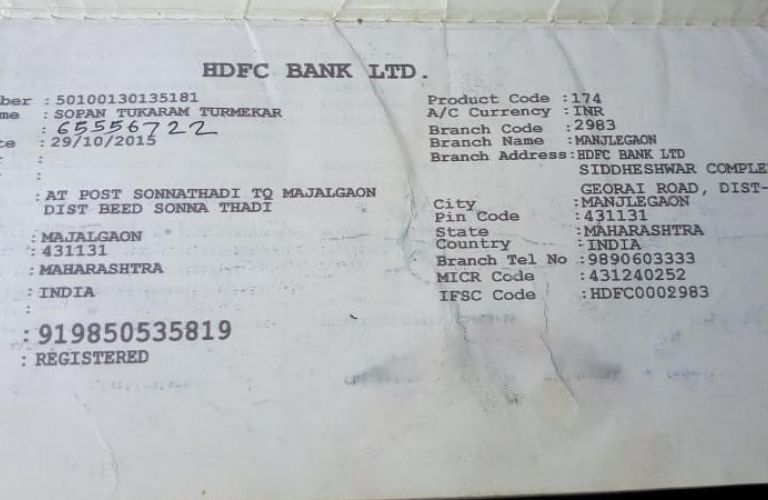 HDFC BANK LTD.
ber : 50100130135181
me : SOPAN TUKARAM TURMEKAR
: 65556722
te : 29/10/2015
:
:
: AT POST SONNATHADI TQ MAJALGAON
DIST BEED SONNA THADI
: MAJALGAON
: 431131
: MAHARASHTRA
: INDIA
:
: 919850535819
: REGISTERED
Product Code : 174
A/C Currency : INR
Branch Code : 2983
Branch Name : MANJLEGAON
Branch Address : HDFC BANK LTD
SIDDHESHWAR COMPLE
GEORAI ROAD, DIST-
City : MANJLEGAON
Pin Code : 431131
State : MAHARASHTRA
Country : INDIA
Branch Tel No : 9890603333
MICR Code : 431240252
IFSC Code : HDFC0002983